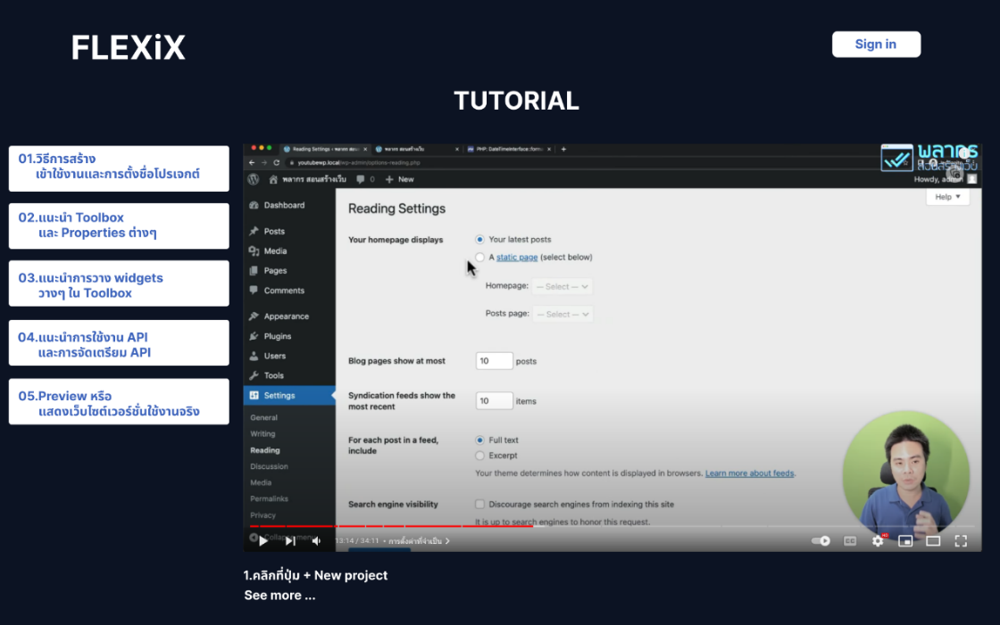 FLEXiX
Sign in
TUTORIAL
01.วิธีการสร้าง
เข้าใช้งานและการตั้งชื่อโปรเจกต์
02.แนะนำ Toolbox
และ Properties ต่างๆ
03.แนะนำการวาง widgets
วางๆ ใน Toolbox
04.แนะนำการใช้งาน API
และการจัดเตรียม API
05.Preview หรือ
แสดงเว็บไซต์เวอร์ชั่นใช้งานจริง
Reading Settings ‹ พลากร สอนสร้างเว็บ
พลากร สอนสร้างเว็บ
PHP: DateTimeInterface::format
youtubewp.local/wp-admin/options-reading.php
พลากร
สอนสร้างเว็บ
พลากร สอนสร้างเว็บ 0 + New
Howdy, admin
Help ▼
Dashboard
Posts
Media
Pages
Comments
Appearance
Plugins
Users
Tools
Settings
General
Writing
Reading
Discussion
Media
Permalinks
Privacy
Collapse menu
Reading Settings
Your homepage displays
Your latest posts
A static page (select below)
Homepage: — Select —
Posts page: — Select —
Blog pages show at most 10 posts
Syndication feeds show the
most recent 10 items
For each post in a feed,
include
Full text
Excerpt
Your theme determines how content is displayed in browsers. Learn more about feeds.
Search engine visibility
Discourage search engines from indexing this site
It is up to search engines to honor this request.
13:14 / 34:11 • การตั้งค่าที่จำเป็น
CC
HD
1.คลิกที่ปุ่ม + New project
See more ...